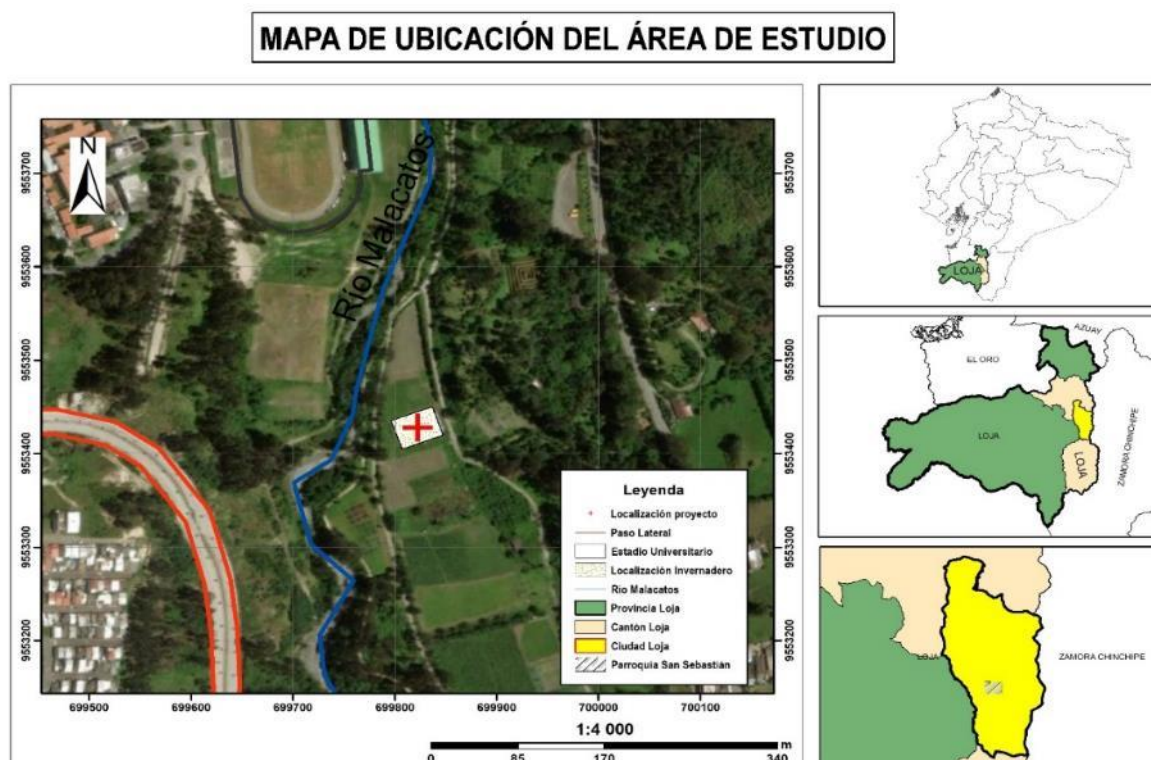 MAPA DE UBICACIÓN DEL ÁREA DE ESTUDIO
N
Río Malacatos
9553700
9553600
9553500
9553400
9553300
9553200
9553700
9553600
9553500
9553400
9553300
9553200
699500
699600
699700
699800
699900
700000
700100
Leyenda
Localización proyecto
Paso Lateral
Estadio Universitario
Localización Invernadero
Río Malacatos
Provincia Loja
Cantón Loja
Ciudad Loja
Parroquia San Sebastián
1:4 000
m
0 85 170 340
LOJA
AZUAY
EL ORO
LOJA
LOJA
ZAMORA CHINCHIPE
LOJA
ZAMORA CHINCHIPE